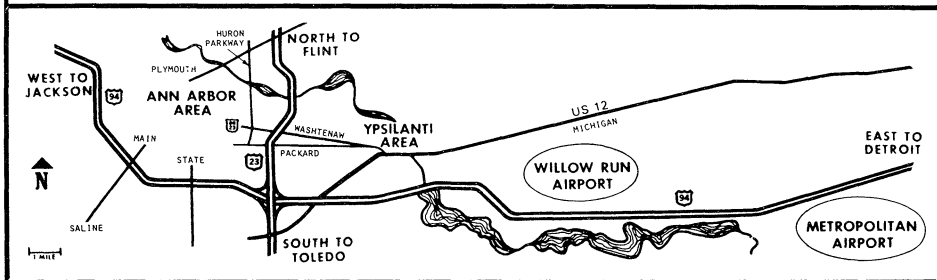 HURON
PARKWAY
NORTH TO
FLINT
PLYMOUTH
WEST TO
JACKSON
94
ANN ARBOR
AREA
US 12
MICHIGAN
WASHTENAW
YPSILANTI
AREA
MAIN
EAST TO
DETROIT
STATE
23
PACKARD
WILLOW RUN
AIRPORT
N
94
SALINE
METROPOLITAN
AIRPORT
SOUTH TO
TOLEDO
1 MILE